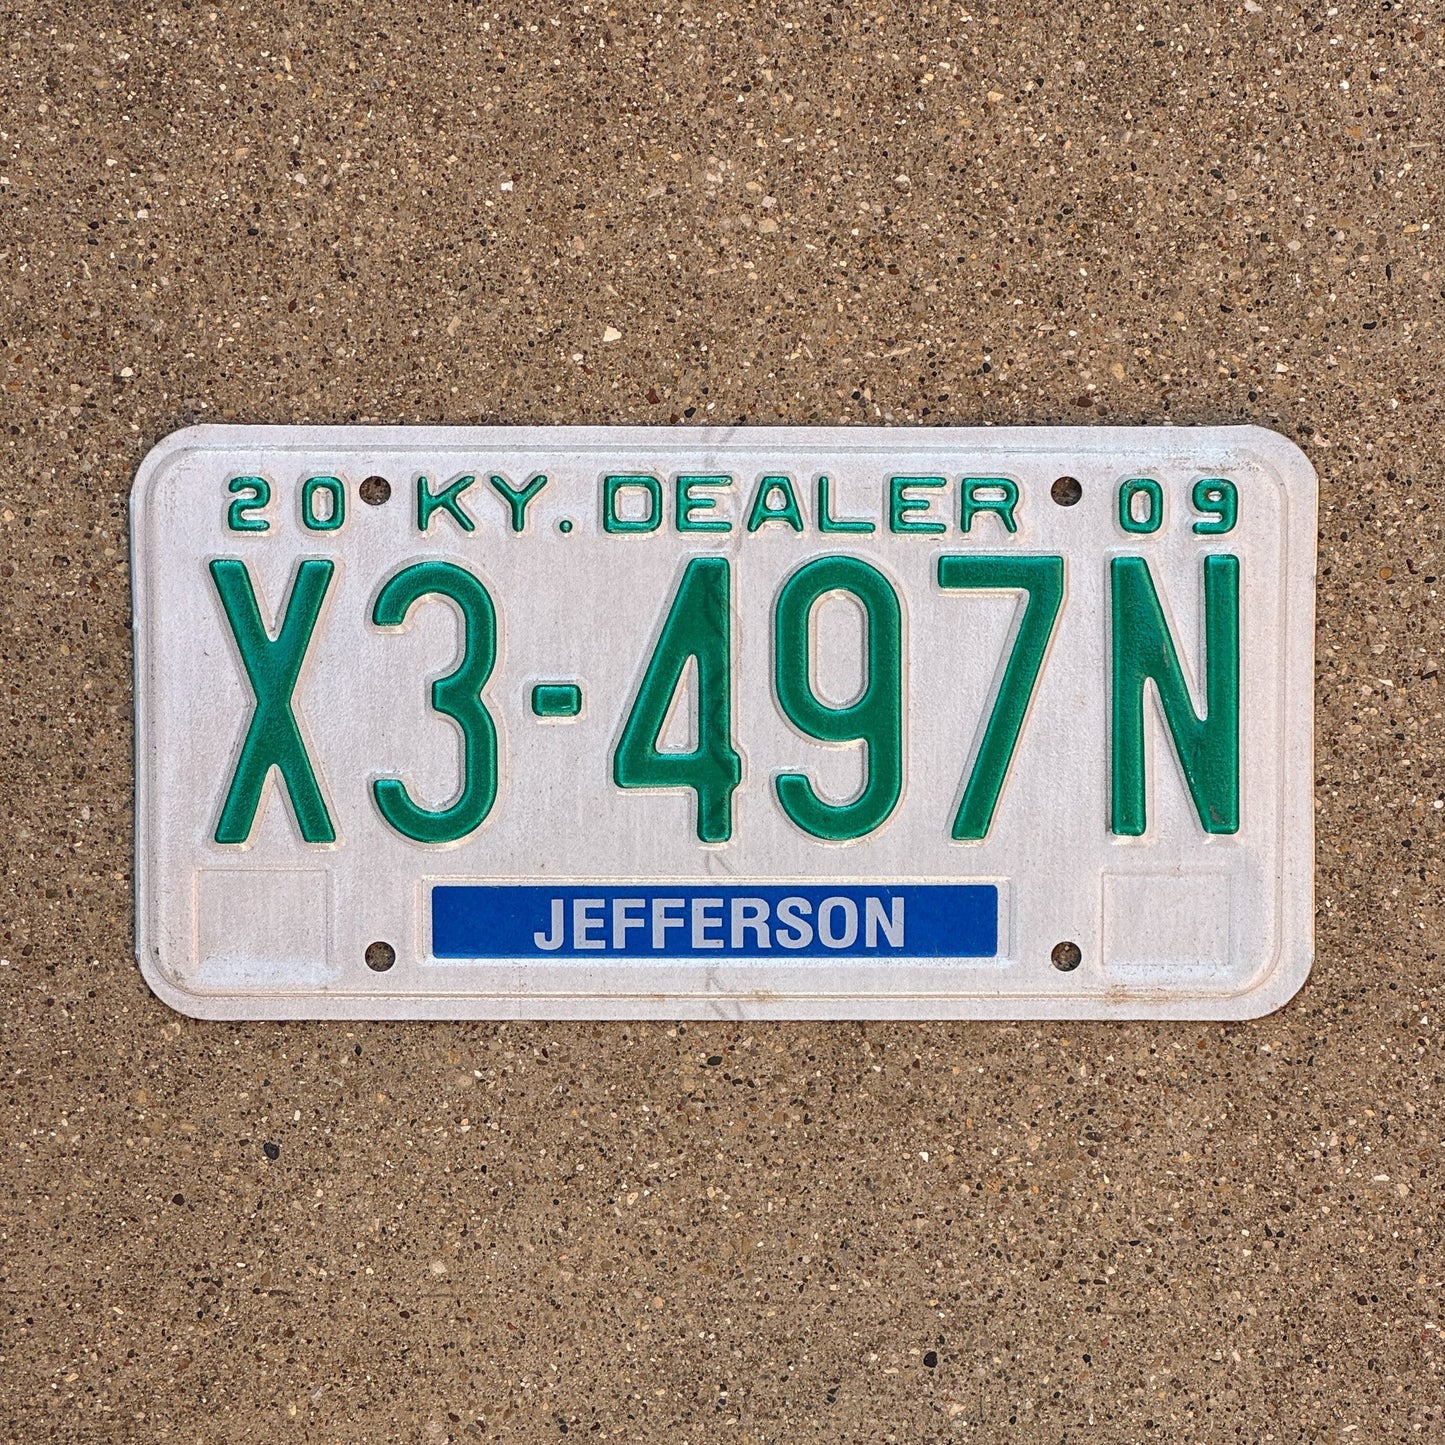 20 KY. DEALER 09
X3-497N
JEFFERSON